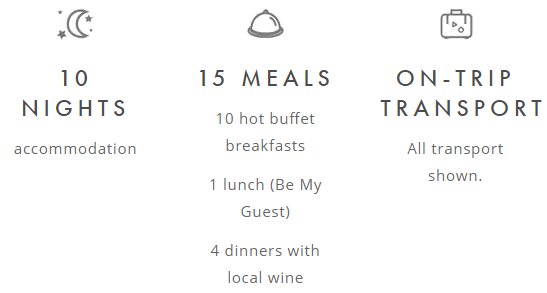 10
NIGHTS
accommodation
15 MEALS
10 hot buffet
breakfasts
1 lunch (Be My
Guest)
4 dinners with
local wine
ON-TRIP
TRANSPORT
All transport
shown.